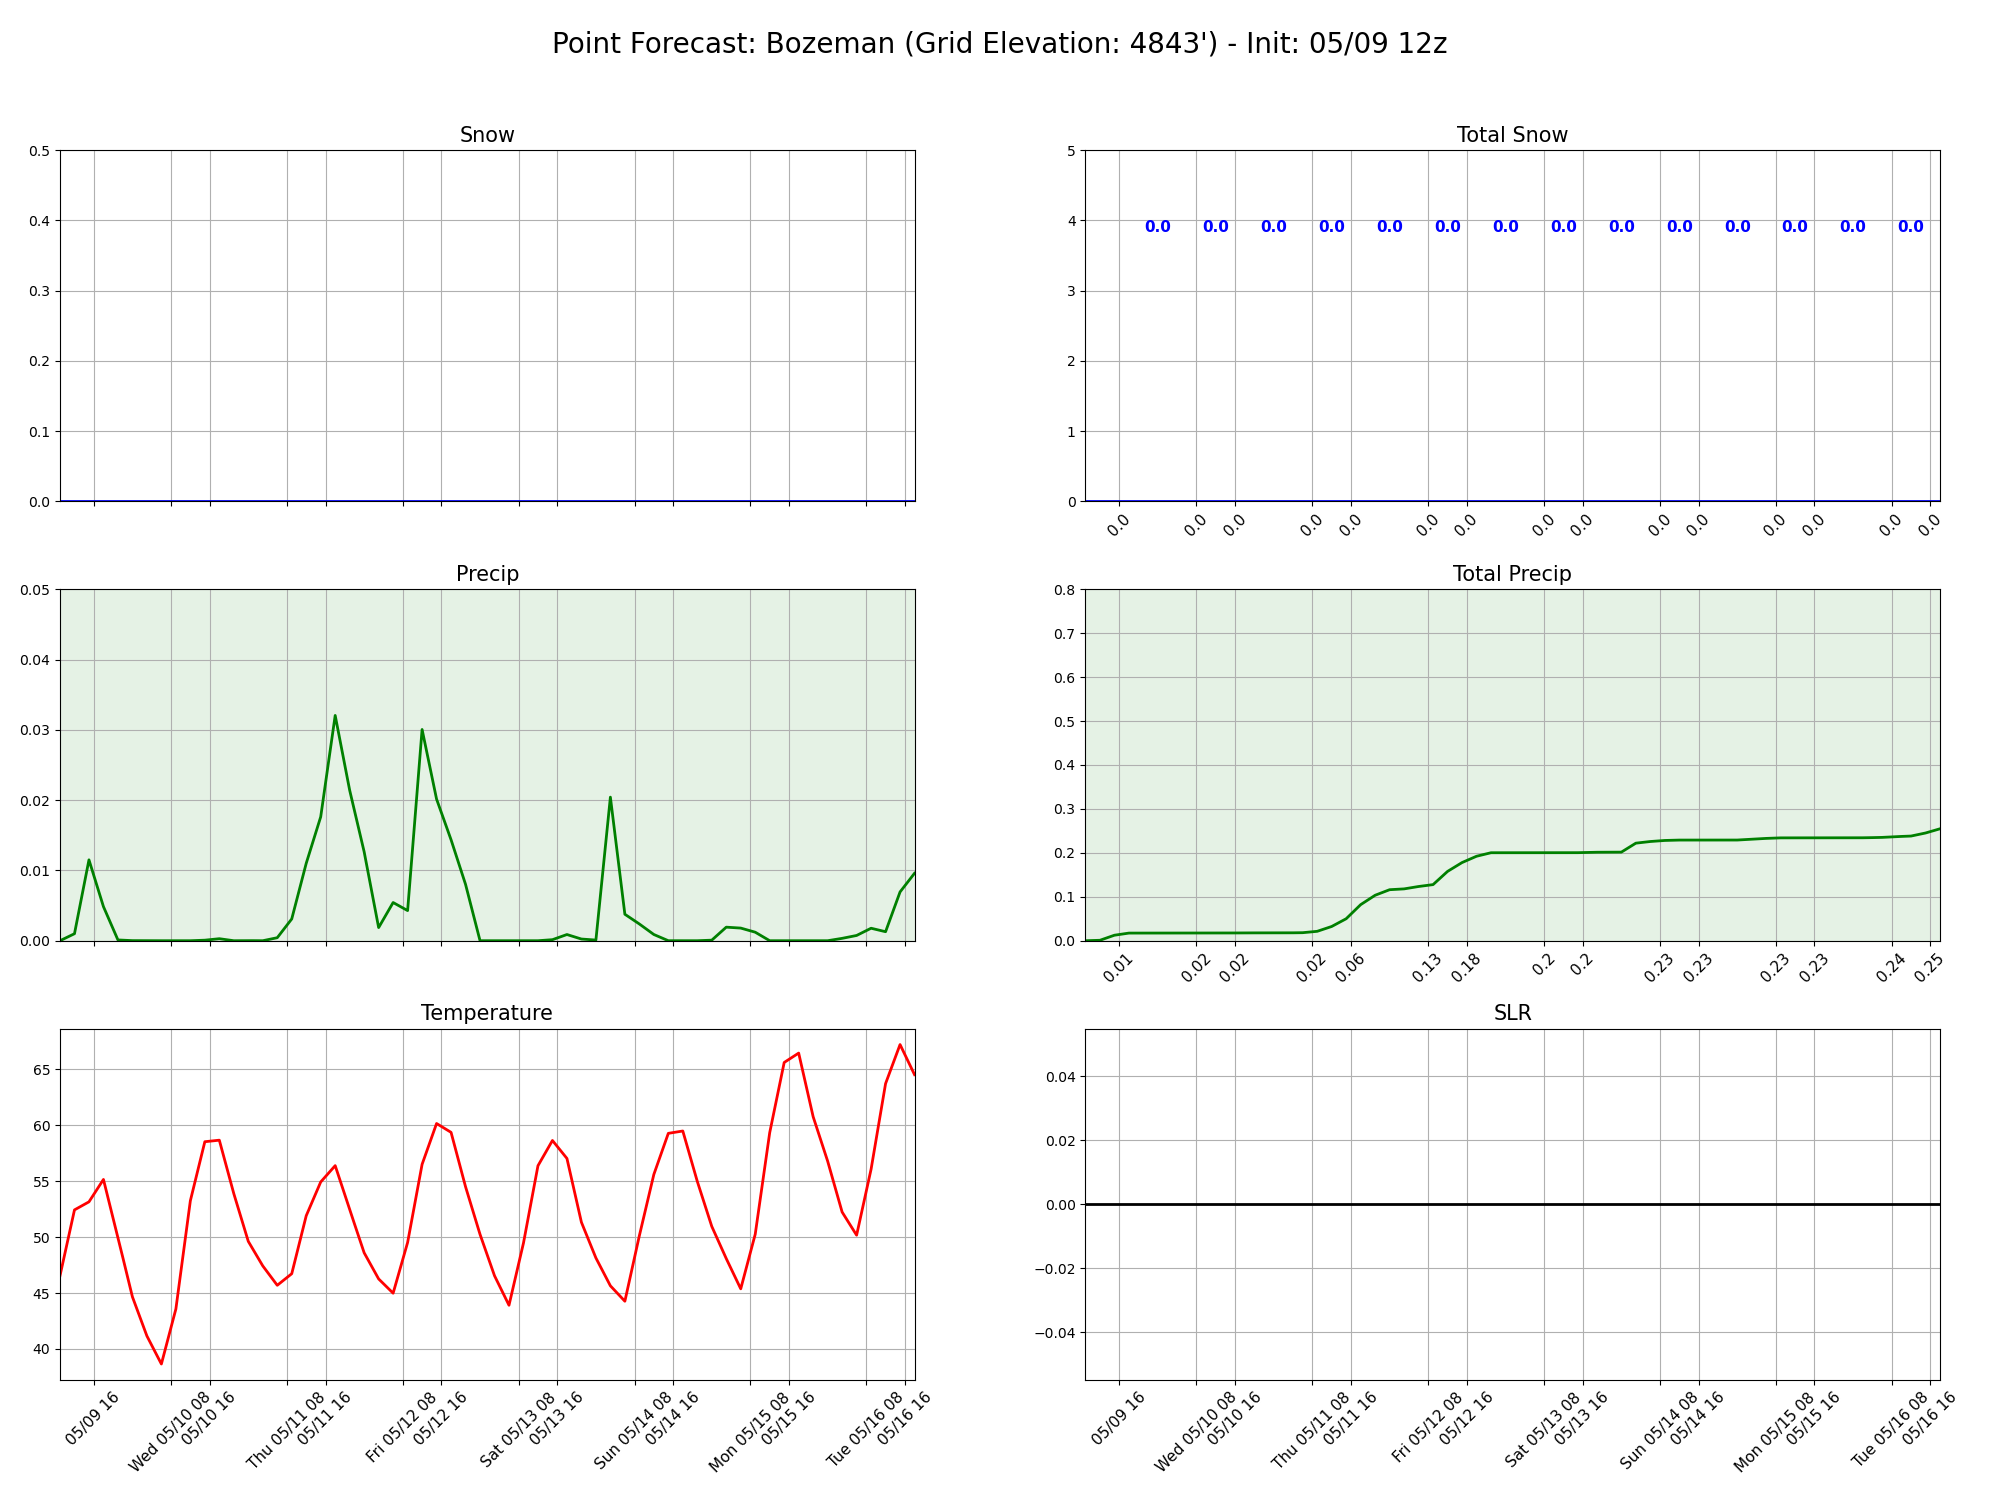 Point Forecast: Bozeman (Grid Elevation: 4843') - Init: 05/09 12z
Snow
0.5
0.4
0.3
0.2
0.1
0.0
Total Snow
5
4
3
2
1
0
0.0 0.0 0.0 0.0 0.0 0.0 0.0 0.0 0.0 0.0 0.0 0.0 0.0 0.0
0.0 0.0 0.0 0.0 0.0 0.0 0.0 0.0 0.0 0.0 0.0 0.0 0.0 0.0 0.0
Precip
0.05
0.04
0.03
0.02
0.01
0.00
Total Precip
0.8
0.7
0.6
0.5
0.4
0.3
0.2
0.1
0.0
0.01 0.02 0.02 0.02 0.06 0.13 0.18 0.2 0.2 0.23 0.23 0.23 0.23 0.24 0.25
Temperature
65
60
55
50
45
40
05/09 16
Wed 05/10 08
05/10 16
Thu 05/11 08
05/11 16
Fri 05/12 08
05/12 16
Sat 05/13 08
05/13 16
Sun 05/14 08
05/14 16
Mon 05/15 08
05/15 16
Tue 05/16 08
05/16 16
SLR
0.04
0.02
0.00
−0.02
−0.04
05/09 16
Wed 05/10 08
05/10 16
Thu 05/11 08
05/11 16
Fri 05/12 08
05/12 16
Sat 05/13 08
05/13 16
Sun 05/14 08
05/14 16
Mon 05/15 08
05/15 16
Tue 05/16 08
05/16 16